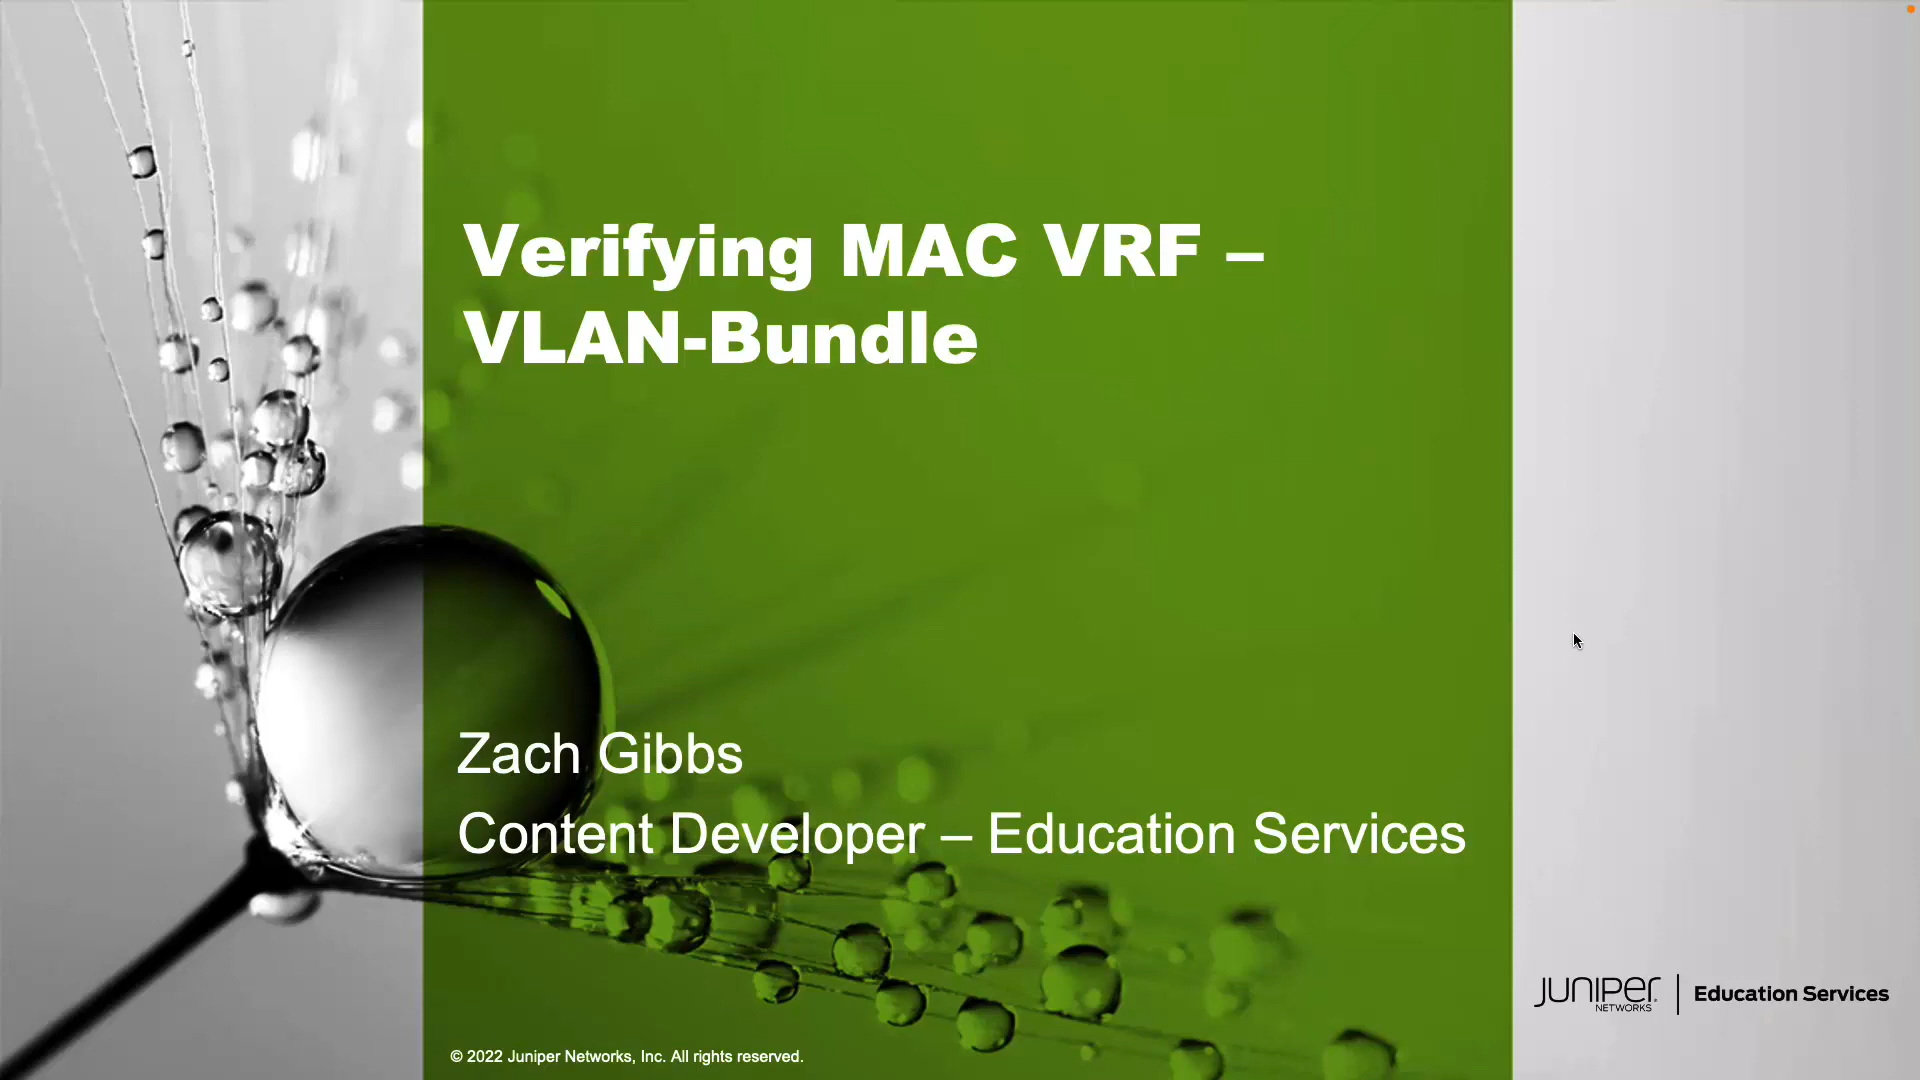 Verifying MAC VRF –
VLAN-Bundle
Zach Gibbs
Content Developer – Education Services
JUNIPER
NETWORKS
Education Services
© 2022 Juniper Networks, Inc. All rights reserved.